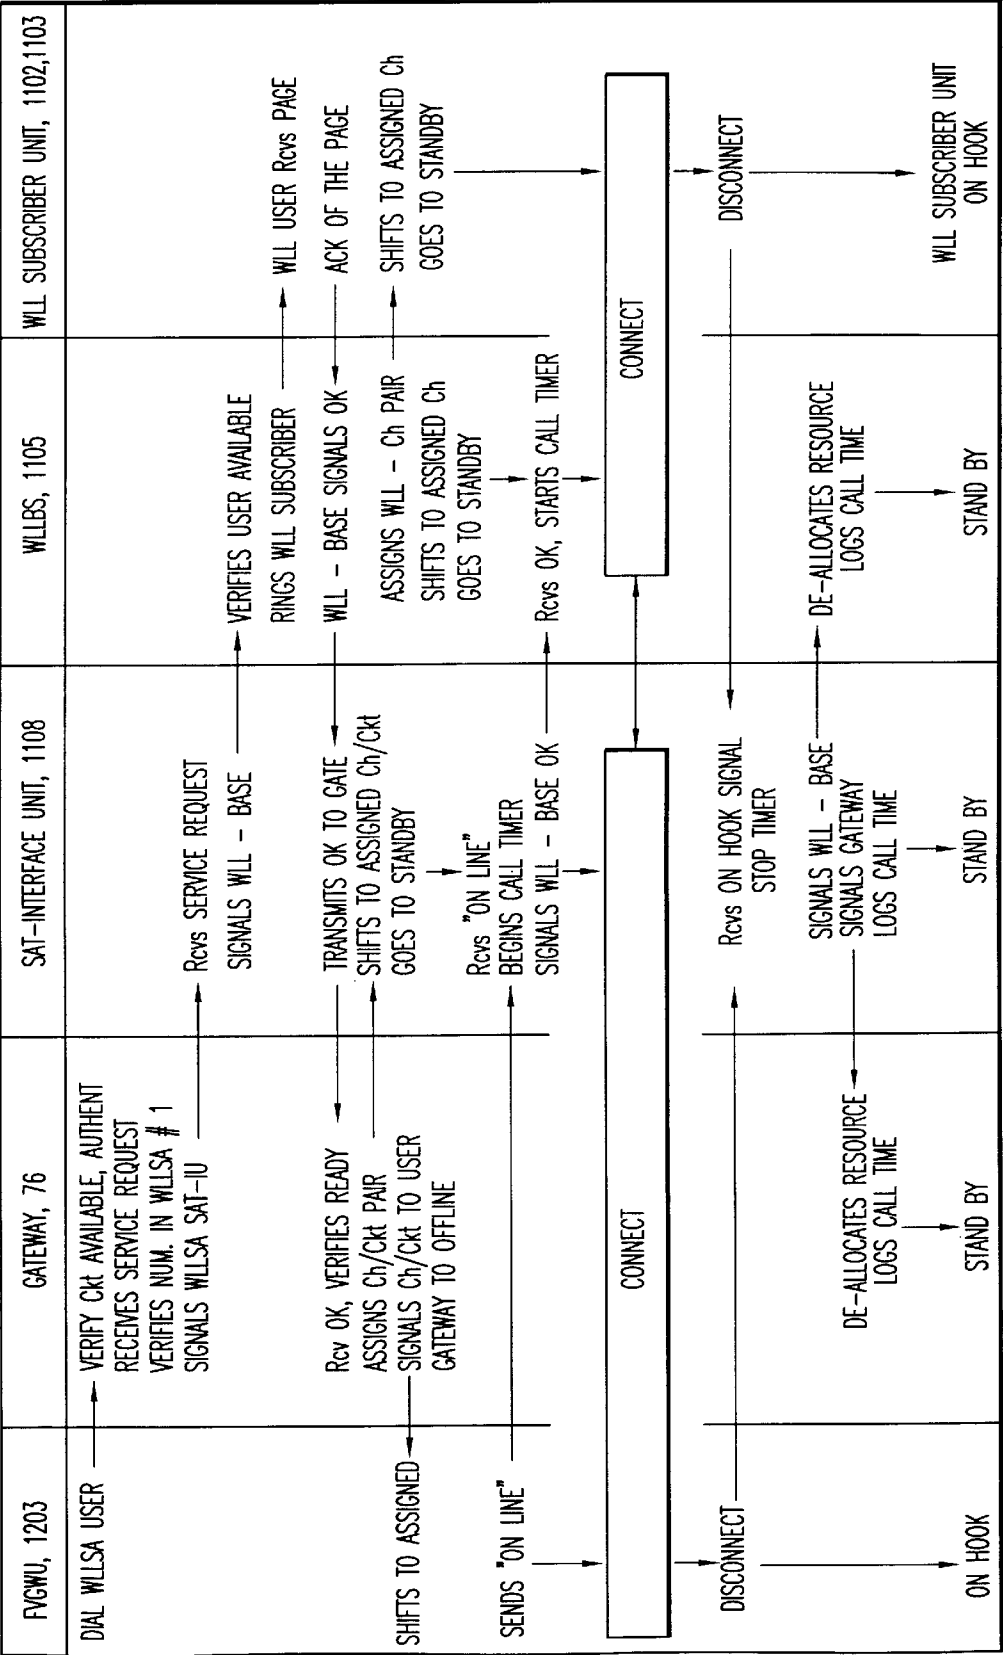 FVGWU, 1203
GATEWAY, 76
SAT-INTERFACE UNIT, 1108
WLLBS, 1105
WLL SUBSCRIBER UNIT, 1102,1103
DIAL WLLSA USER
VERIFY Ckt AVAILABLE, AUTHENT
RECEIVES SERVICE REQUEST
VERIFIES NUM. IN WLLSA # 1
SIGNALS WLLSA SAT-IU
Rcvs SERVICE REQUEST
SIGNALS WLL - BASE
VERIFIES USER AVAILABLE
RINGS WLL SUBSCRIBER
WLL USER Rcvs PAGE
ACK OF THE PAGE
WLL - BASE SIGNALS OK
TRANSMITS OK TO GATE
Rcv OK, VERIFIES READY
ASSIGNS Ch/Ckt PAIR
SIGNALS Ch/Ckt TO USER
GATEWAY TO OFFLINE
SHIFTS TO ASSIGNED Ch/Ckt
GOES TO STANDBY
ASSIGNS WLL - Ch PAIR
SHIFTS TO ASSIGNED Ch
GOES TO STANDBY
SHIFTS TO ASSIGNED Ch
GOES TO STANDBY
SHIFTS TO ASSIGNED
SENDS "ON LINE"
Rcvs "ON LINE"
BEGINS CALL TIMER
SIGNALS WLL - BASE OK
Rcvs OK, STARTS CALL TIMER
CONNECT
CONNECT
DISCONNECT
Rcvs ON HOOK SIGNAL
STOP TIMER
DISCONNECT
SIGNALS WLL - BASE
SIGNALS GATEWAY
LOGS CALL TIME
DE-ALLOCATES RESOURCE
LOGS CALL TIME
DE-ALLOCATES RESOURCE
LOGS CALL TIME
ON HOOK
STAND BY
STAND BY
STAND BY
WLL SUBSCRIBER UNIT
ON HOOK